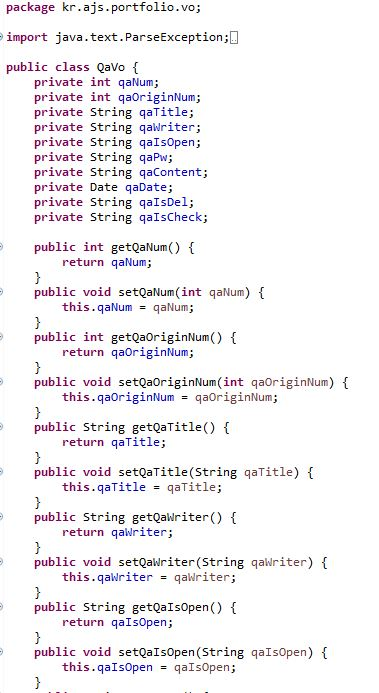 package kr.ajs.portfolio.vo;
import java.text.ParseException;
public class QaVo {
private int qaNum;
private int qaOriginNum;
private String qaTitle;
private String qaWriter;
private String qaIsOpen;
private String qaPw;
private String qaContent;
private Date qaDate;
private String qaIsDel;
private String qaIsCheck;
public int getQaNum() {
return qaNum;
}
public void setQaNum(int qaNum) {
this.qaNum = qaNum;
}
public int getQaOriginNum() {
return qaOriginNum;
}
public void setQaOriginNum(int qaOriginNum) {
this.qaOriginNum = qaOriginNum;
}
public String getQaTitle() {
return qaTitle;
}
public void setQaTitle(String qaTitle) {
this.qaTitle = qaTitle;
}
public String getQaWriter() {
return qaWriter;
}
public void setQaWriter(String qaWriter) {
this.qaWriter = qaWriter;
}
public String getQaIsOpen() {
return qaIsOpen;
}
public void setQaIsOpen(String qaIsOpen) {
this.qaIsOpen = qaIsOpen;
}